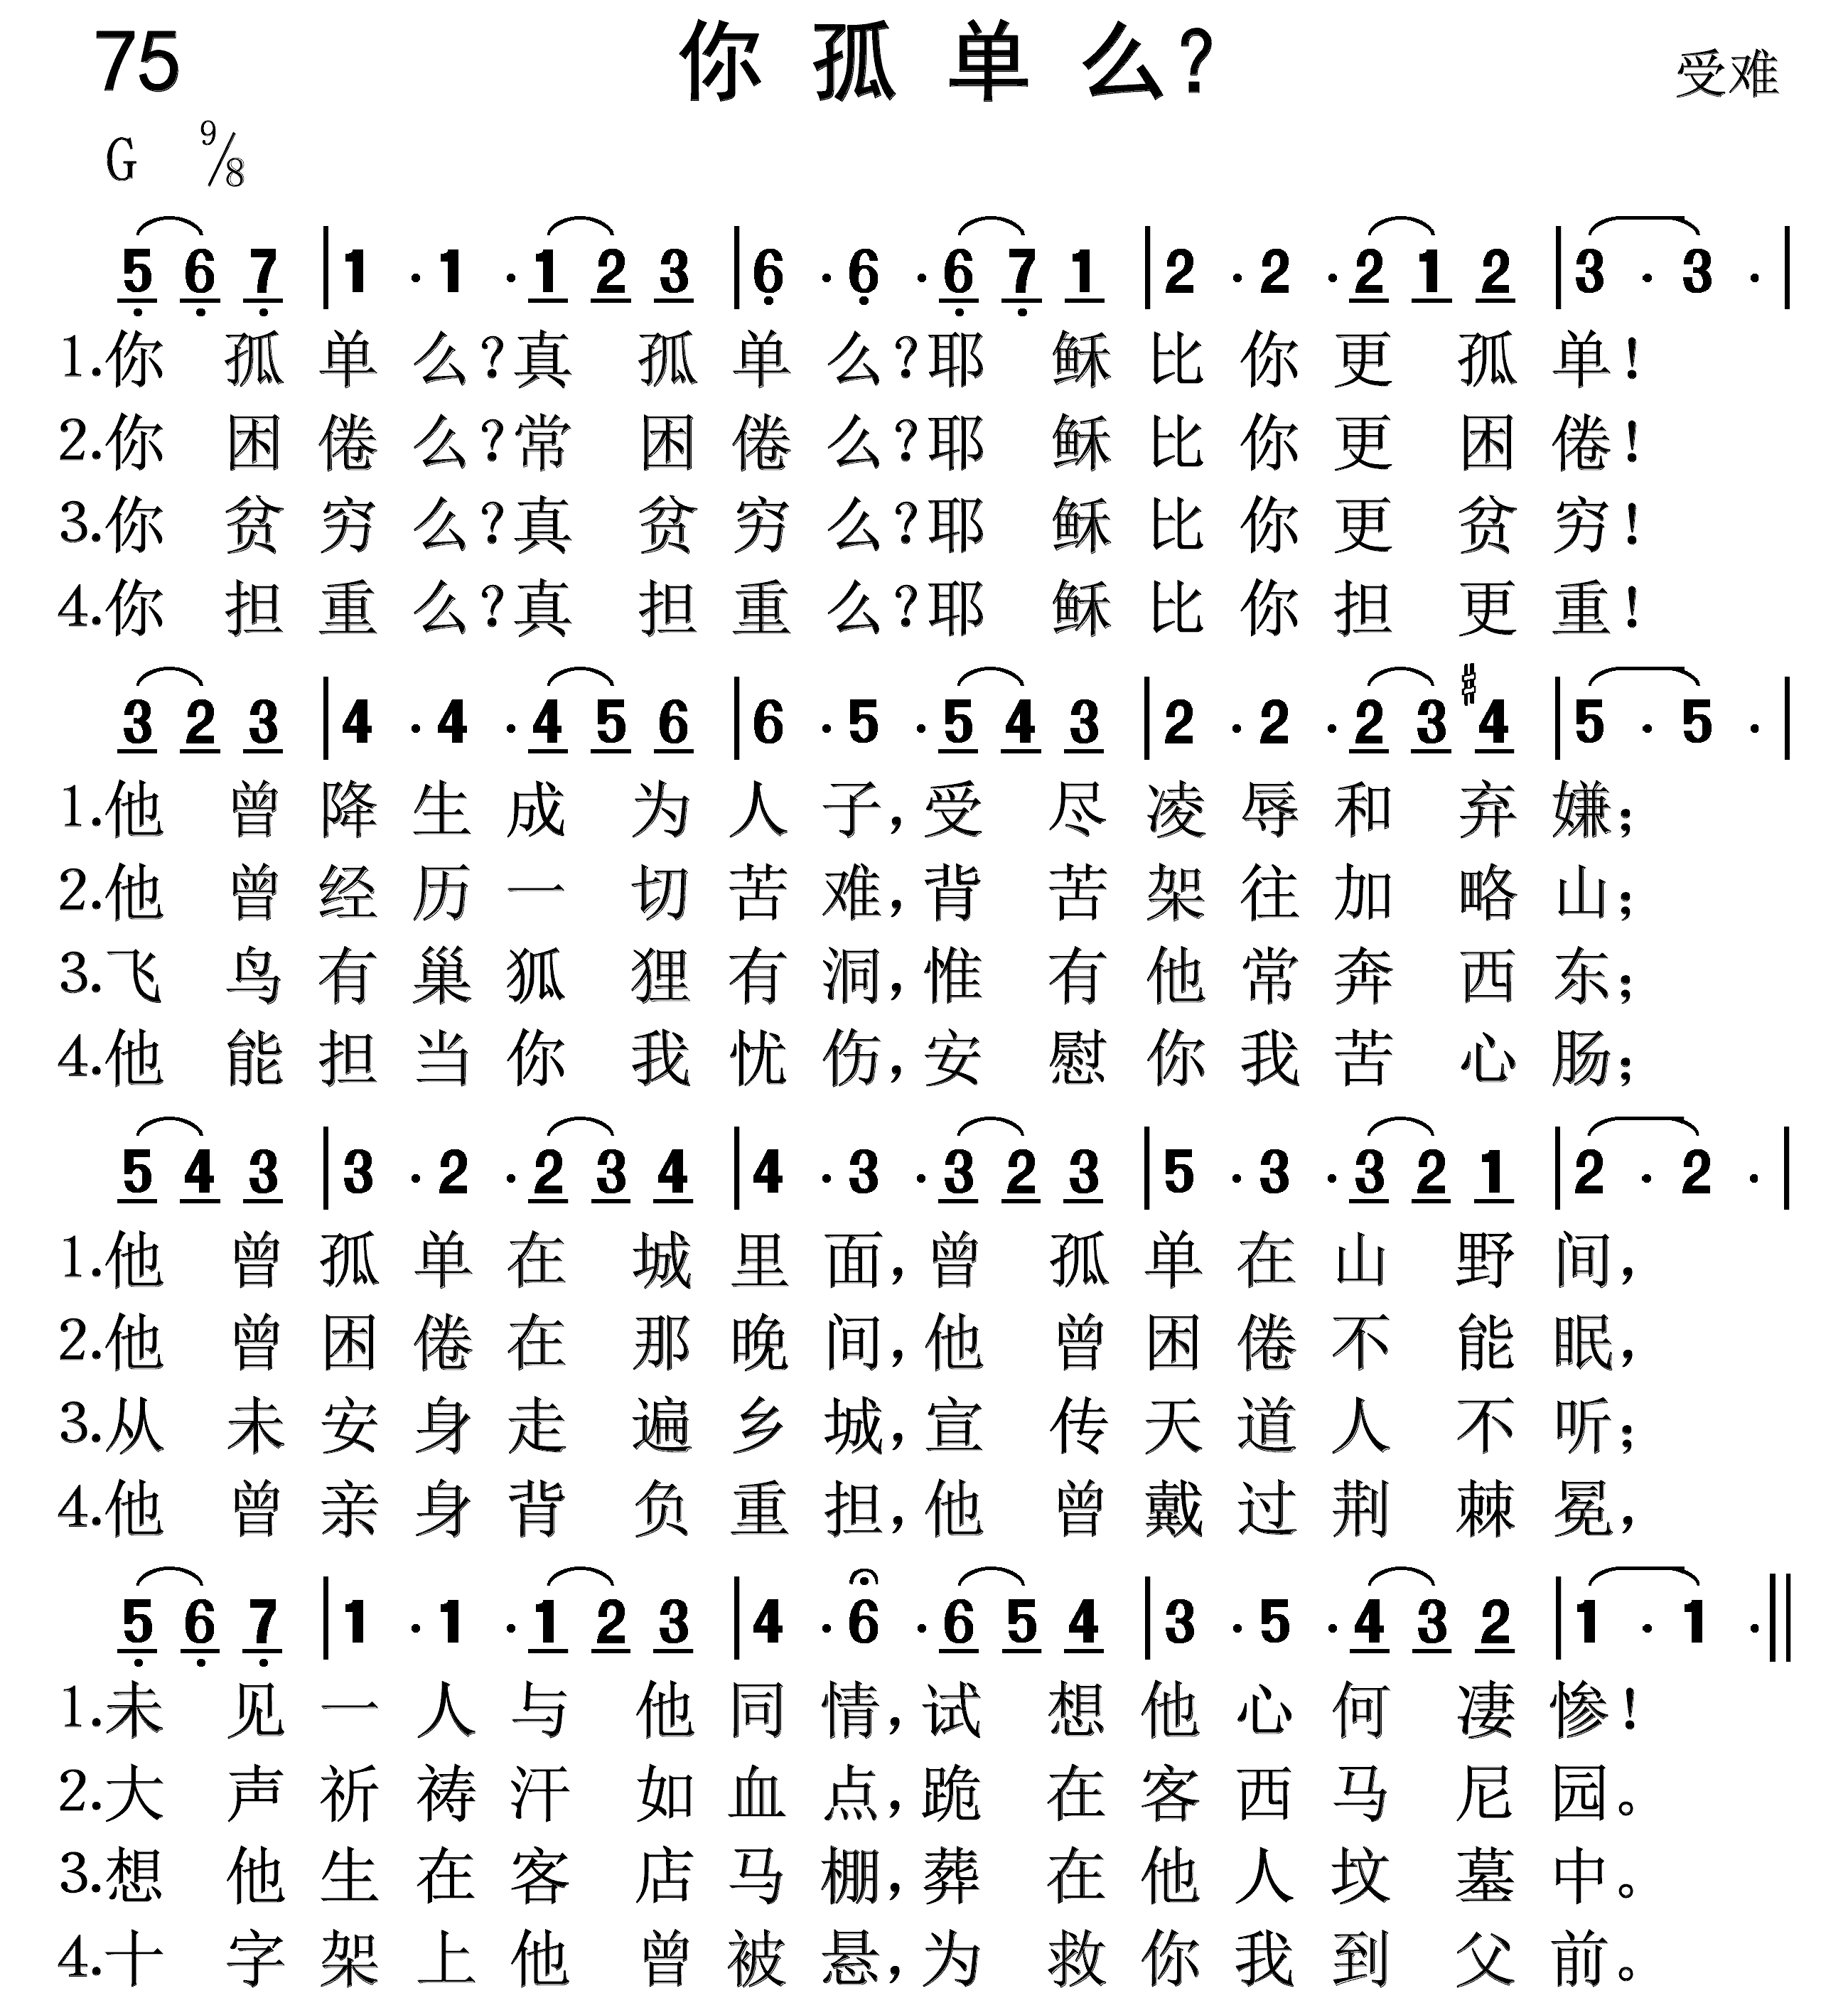 75 你孤单么? 受难
G 9/8
5 6 7 | 1 · 1 · 1 2 3 | 6 · 6 · 6 7 1 | 2 · 2 · 2 1 2 | 3 · 3 · |
1.你孤单么?真孤单么?耶稣比你更孤单!
2.你困倦么?常困倦么?耶稣比你更困倦!
3.你贫穷么?真贫穷么?耶稣比你更贫穷!
4.你担重么?真担重么?耶稣比你担更重!
3 2 3 | 4 · 4 · 4 5 6 | 6 · 5 · 5 4 3 | 2 · 2 · 2 3 #4 | 5 · 5 · |
1.他曾降生成为人子,受尽凌辱和弃嫌;
2.他曾经历一切苦难,背苦架往加略山;
3.飞鸟有巢狐狸有洞,惟有他常奔西东;
4.他能担当你我忧伤,安慰你我苦心肠;
5 4 3 | 3 · 2 · 2 3 4 | 4 · 3 · 3 2 3 | 5 · 3 · 3 2 1 | 2 · 2 · |
1.他曾孤单在城里面,曾孤单在山野间,
2.他曾困倦在那晚间,他曾困倦不能眠,
3.从未安身走遍乡城,宣传天道人不听;
4.他曾亲身背负重担,他曾戴过荆棘冕,
5 6 7 | 1 · 1 · 1 2 3 | 4 · 6 · 6 5 4 | 3 · 5 · 4 3 2 | 1 · 1 · ||
1.未见一人与他同情,试想他心何凄惨!
2.大声祈祷汗如血点,跪在客西马尼园。
3.想他生在客店马棚,葬在他人坟墓中。
4.十字架上他曾被悬,为救你我到父前。